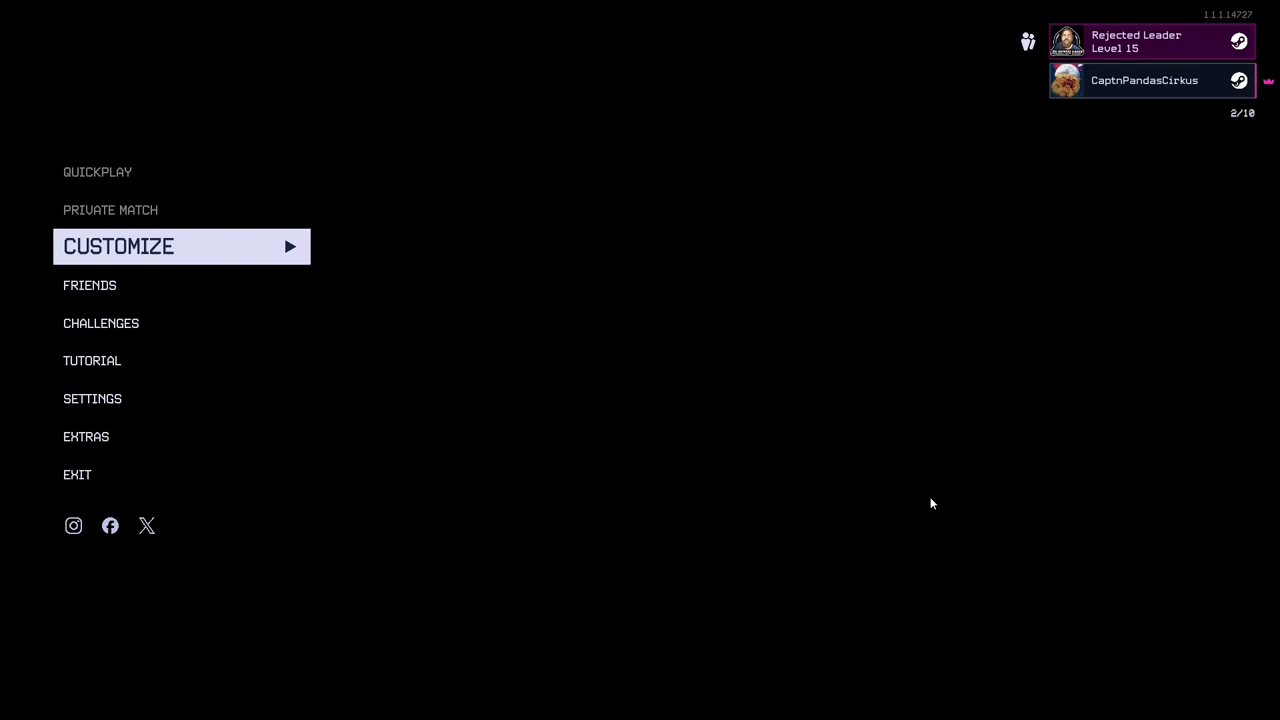 1.1.1.14727
Rejected Leader
Level 15
CaptnPandasCirkus
2/10
QUICKPLAY
PRIVATE MATCH
CUSTOMIZE
FRIENDS
CHALLENGES
TUTORIAL
SETTINGS
EXTRAS
EXIT